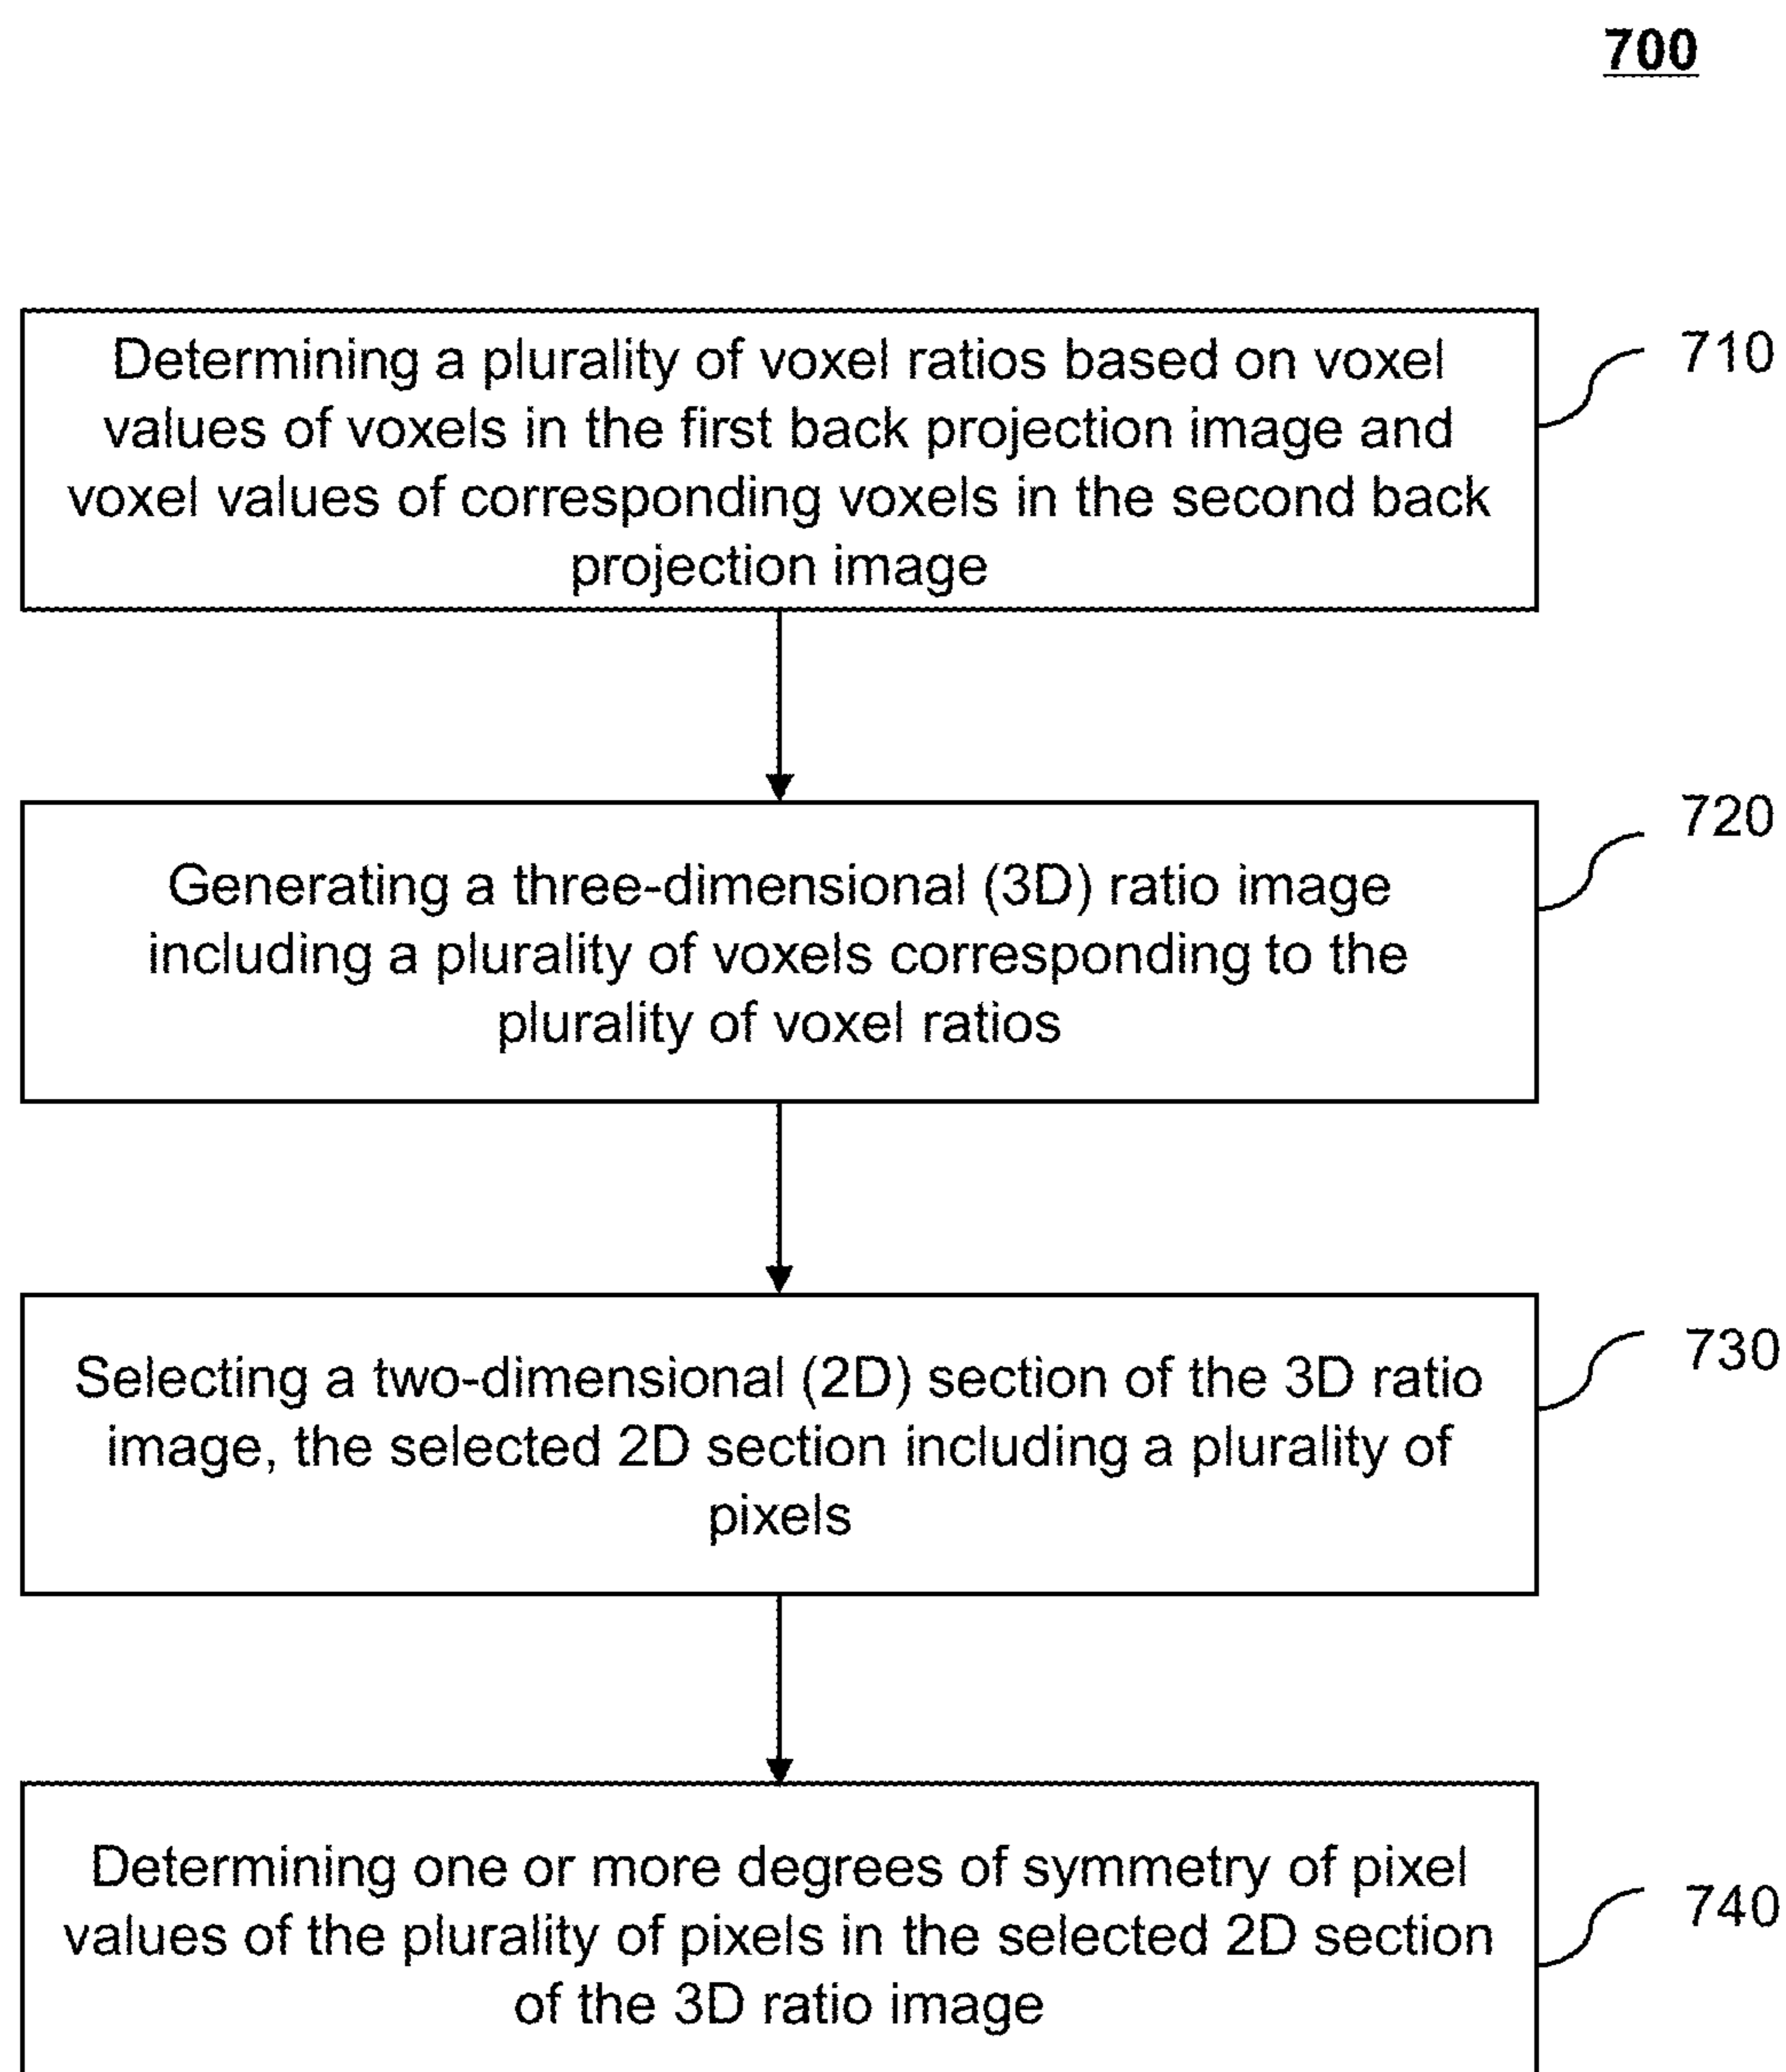 700
Determining a plurality of voxel ratios based on voxel
values of voxels in the first back projection image and
voxel values of corresponding voxels in the second back
projection image
710
Generating a three-dimensional (3D) ratio image
including a plurality of voxels corresponding to the
plurality of voxel ratios
720
Selecting a two-dimensional (2D) section of the 3D ratio
image, the selected 2D section including a plurality of
pixels
730
Determining one or more degrees of symmetry of pixel
values of the plurality of pixels in the selected 2D section
of the 3D ratio image
740